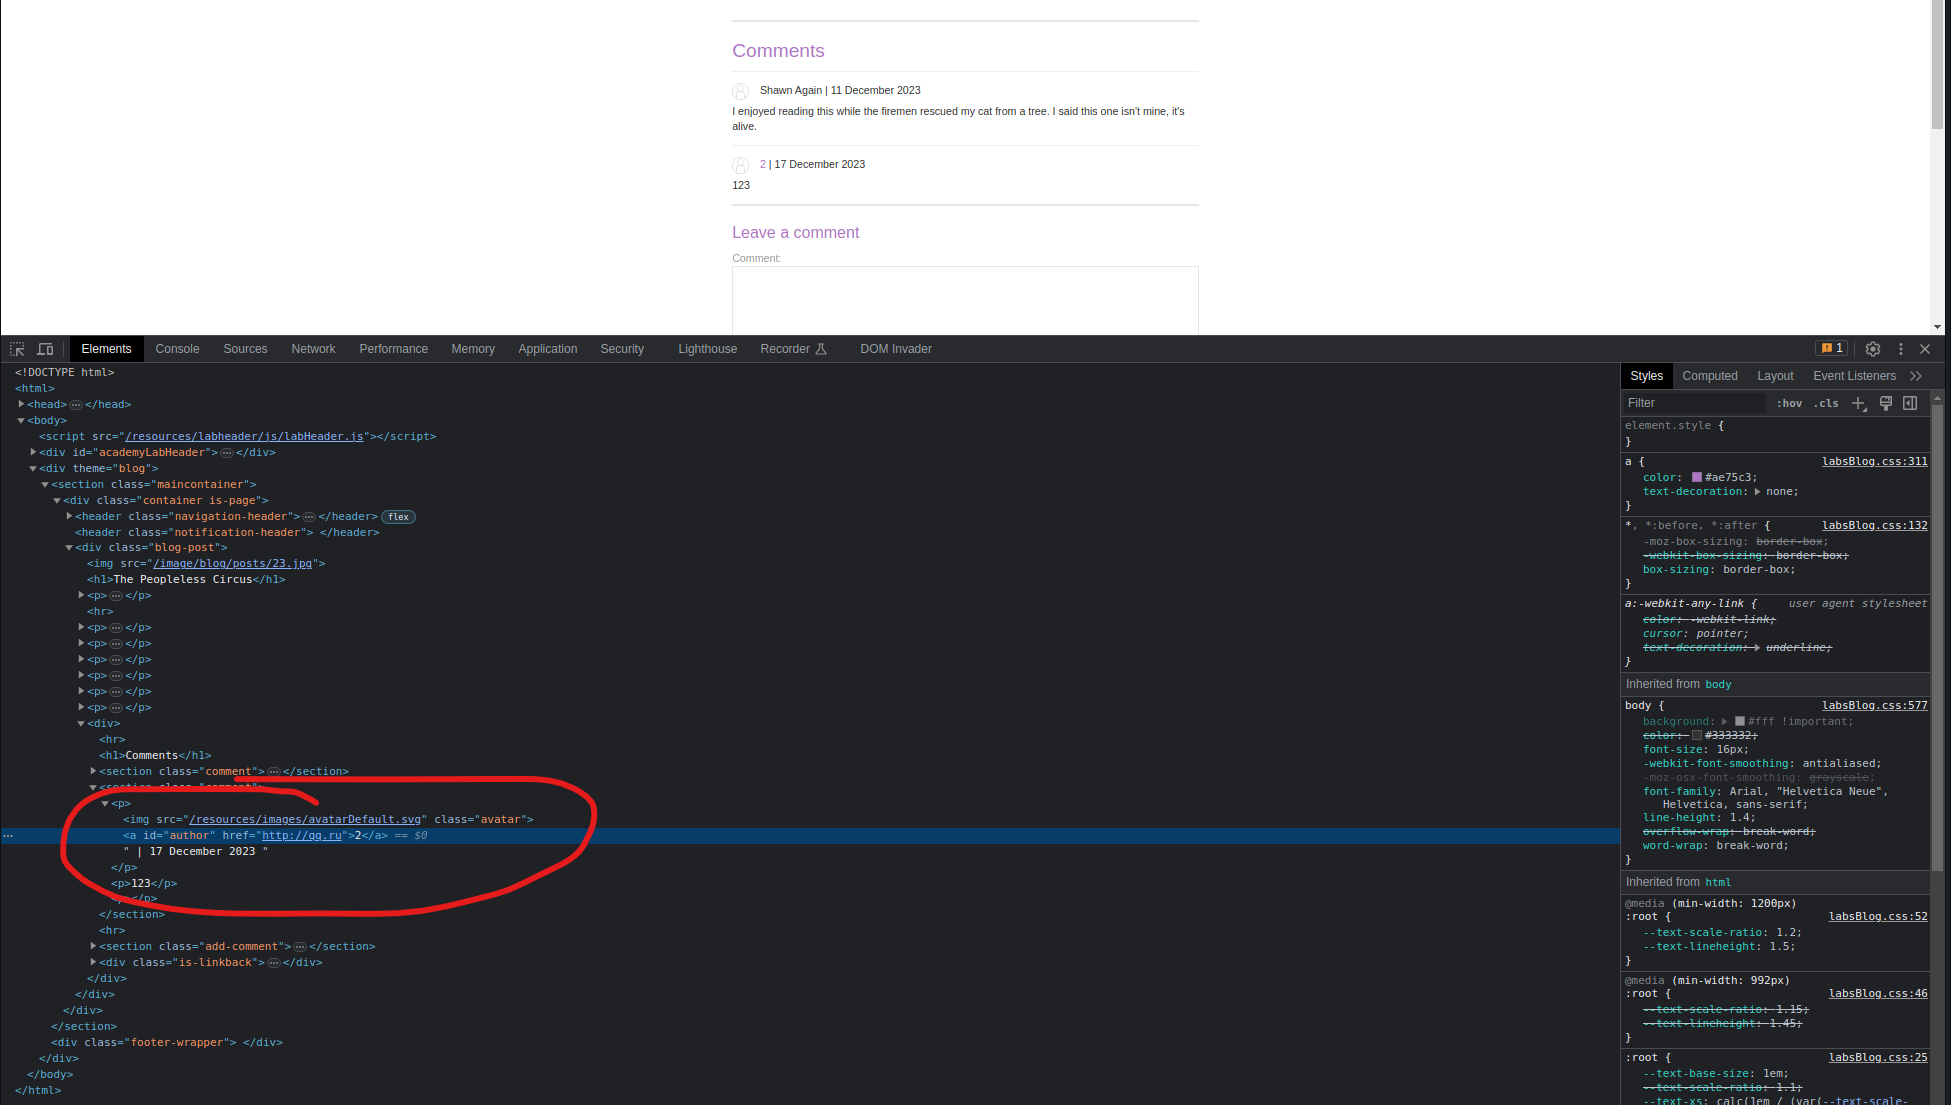 Comments
Shawn Again | 11 December 2023
I enjoyed reading this while the firemen rescued my cat from a tree. I said this one isn't mine, it's
alive.
2 | 17 December 2023
123
Leave a comment
Comment:
Elements Console Sources Network Performance Memory Application Security Lighthouse Recorder DOM Invader 1
<!DOCTYPE html>
<html>
<head>…</head>
<body>
<script src="/resources/labheader/js/labHeader.js"></script>
<div id="academyLabHeader">…</div>
<div theme="blog">
<section class="maincontainer">
<div class="container is-page">
<header class="navigation-header">…</header> flex
<header class="notification-header"> </header>
<div class="blog-post">
<img src="/image/blog/posts/23.jpg">
<h1>The Peopleless Circus</h1>
<p>…</p>
<hr>
<p>…</p>
<p>…</p>
<p>…</p>
<p>…</p>
<p>…</p>
<p>…</p>
<div>
<hr>
<h1>Comments</h1>
<section class="comment">…</section>
<section class="comment">
<p>
<img src="/resources/images/avatarDefault.svg" class="avatar">
<a id="author" href="http://qq.ru">2</a> == $0
" | 17 December 2023 "
</p>
<p>123</p>
<p></p>
</section>
<hr>
<section class="add-comment">…</section>
<div class="is-linkback">…</div>
</div>
</div>
</div>
</section>
<div class="footer-wrapper"> </div>
</div>
</body>
</html>
Styles Computed Layout Event Listeners
Filter :hov .cls
element.style {
}
a { labsBlog.css:311
color: #ae75c3;
text-decoration: none;
}
*, *:before, *:after { labsBlog.css:132
-moz-box-sizing: border-box;
-webkit-box-sizing: border-box;
box-sizing: border-box;
}
a:-webkit-any-link { user agent stylesheet
color: -webkit-link;
cursor: pointer;
text-decoration: underline;
}
Inherited from body
body { labsBlog.css:577
background: #fff !important;
color: #333332;
font-size: 16px;
-webkit-font-smoothing: antialiased;
-moz-osx-font-smoothing: grayscale;
font-family: Arial, "Helvetica Neue",
Helvetica, sans-serif;
line-height: 1.4;
overflow-wrap: break-word;
word-wrap: break-word;
}
Inherited from html
@media (min-width: 1200px)
:root { labsBlog.css:52
--text-scale-ratio: 1.2;
--text-lineheight: 1.5;
}
@media (min-width: 992px)
:root { labsBlog.css:46
--text-scale-ratio: 1.15;
--text-lineheight: 1.45;
}
:root { labsBlog.css:25
--text-base-size: 1em;
--text-scale-ratio: 1.1;
--text-xs: calc(1em / (var(--text-scale-